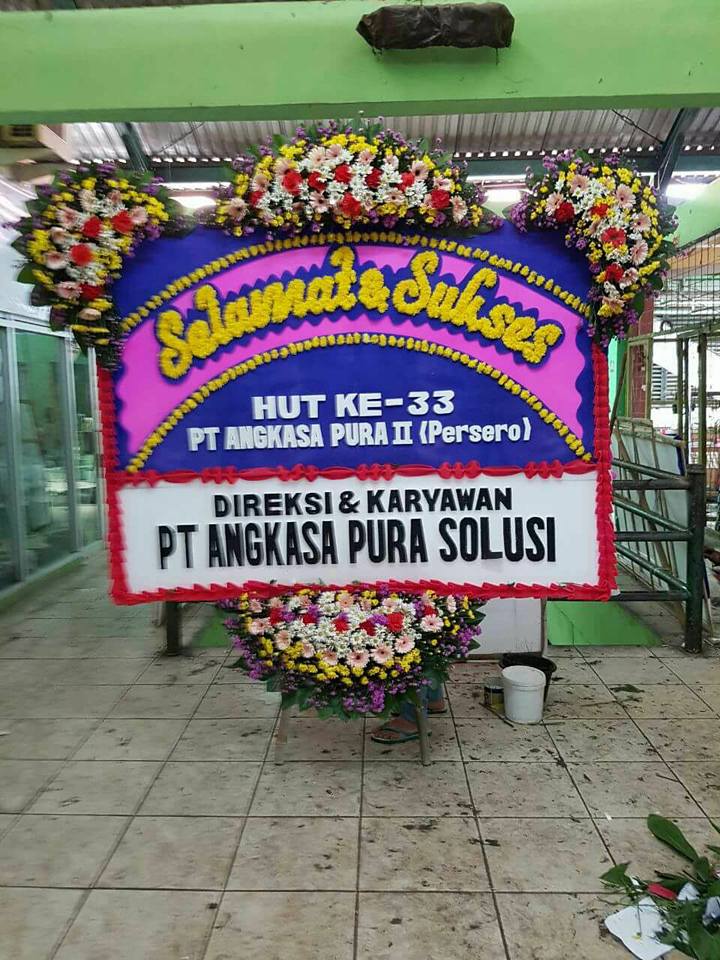 Selamat & Sukses
HUT KE-33
PT ANGKASA PURA II (Persero)
DIREKSI & KARYAWAN
PT ANGKASA PURA SOLUSI